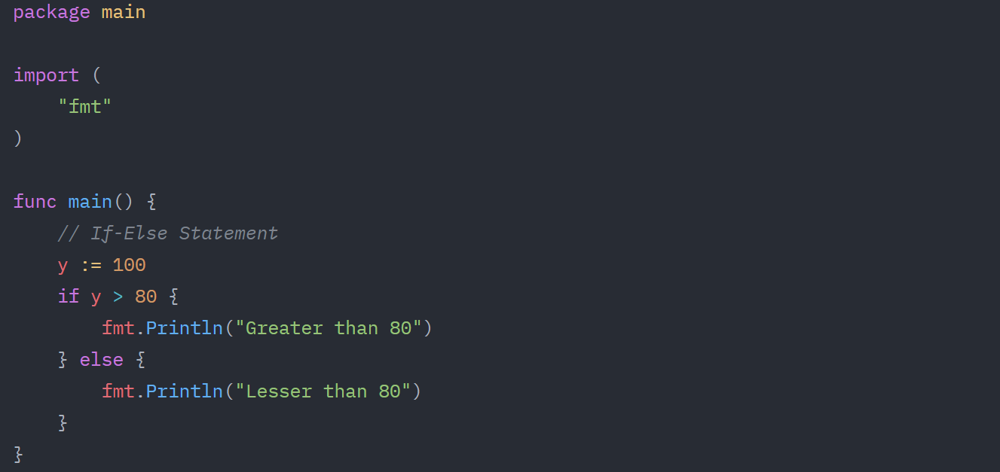 package main

import (
    "fmt"
)

func main() {
    // If-Else Statement
    y := 100
    if y > 80 {
        fmt.Println("Greater than 80")
    } else {
        fmt.Println("Lesser than 80")
    }
}